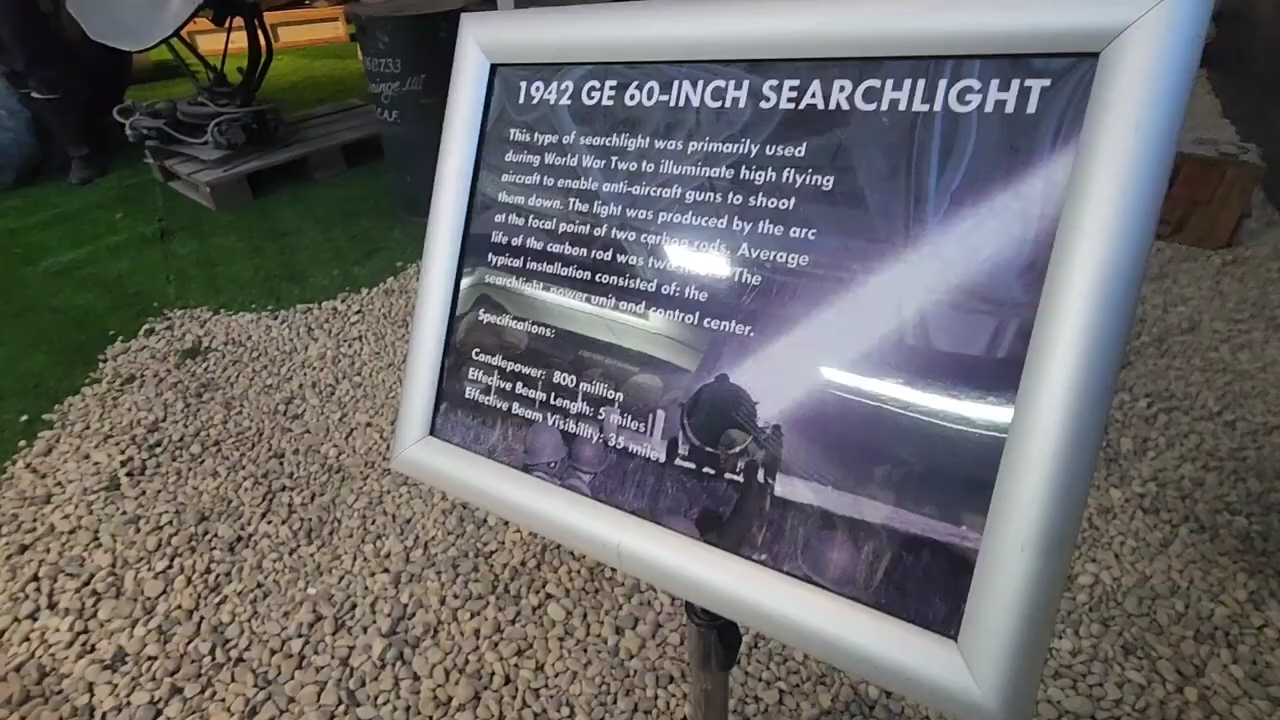 1942 GE 60-INCH SEARCHLIGHT
This type of searchlight was primarily used
during World War Two to illuminate high flying
aircraft to enable anti-aircraft guns to shoot
them down. The light was produced by the arc
at the focal point of two carbon rods. Average
life of the carbon rod was two The
typical installation consisted of: the
searchlight, power unit and control center.
Specifications:
Candlepower: 800 million
Effective Beam Length: 5 miles
Effective Beam Visibility: 35 miles